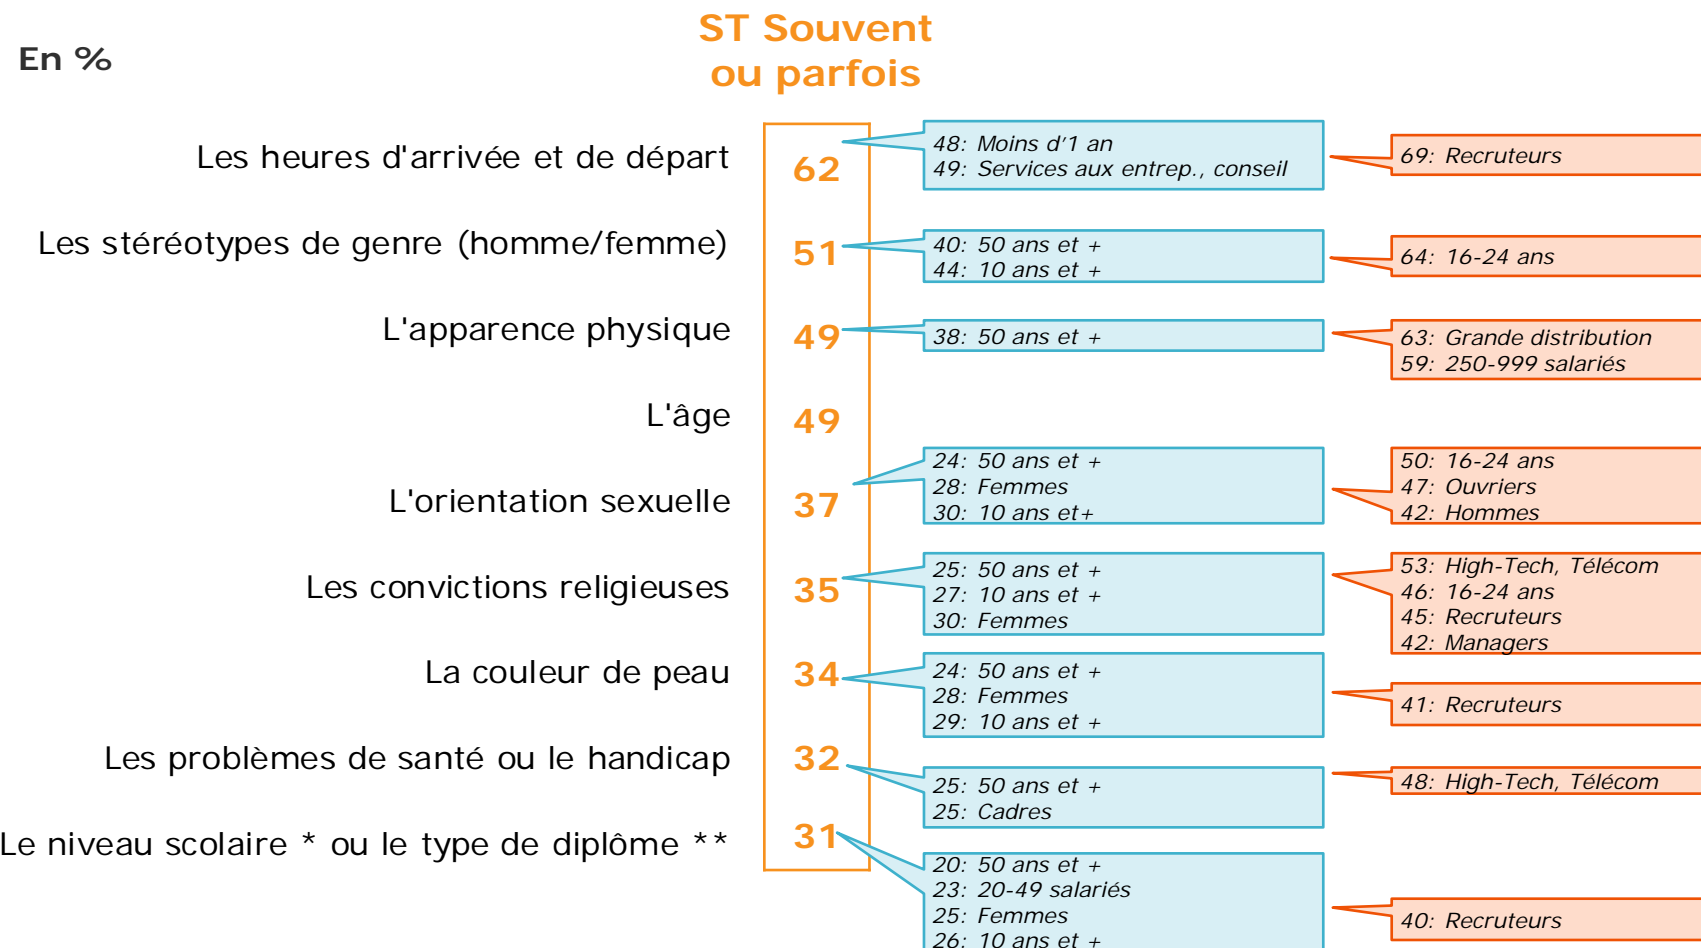 En %
ST Souvent
ou parfois
Les heures d'arrivée et de départ
62
48: Moins d’1 an
49: Services aux entrep., conseil
69: Recruteurs
Les stéréotypes de genre (homme/femme)
51
40: 50 ans et +
44: 10 ans et +
64: 16-24 ans
L'apparence physique
49
38: 50 ans et +
63: Grande distribution
59: 250-999 salariés
L'âge
49
L'orientation sexuelle
37
24: 50 ans et +
28: Femmes
30: 10 ans et+
50: 16-24 ans
47: Ouvriers
42: Hommes
Les convictions religieuses
35
25: 50 ans et +
27: 10 ans et +
30: Femmes
53: High-Tech, Télécom
46: 16-24 ans
45: Recruteurs
42: Managers
La couleur de peau
34
24: 50 ans et +
28: Femmes
29: 10 ans et +
41: Recruteurs
Les problèmes de santé ou le handicap
32
25: 50 ans et +
25: Cadres
48: High-Tech, Télécom
Le niveau scolaire * ou le type de diplôme **
31
20: 50 ans et +
23: 20-49 salariés
25: Femmes
26: 10 ans et +
40: Recruteurs